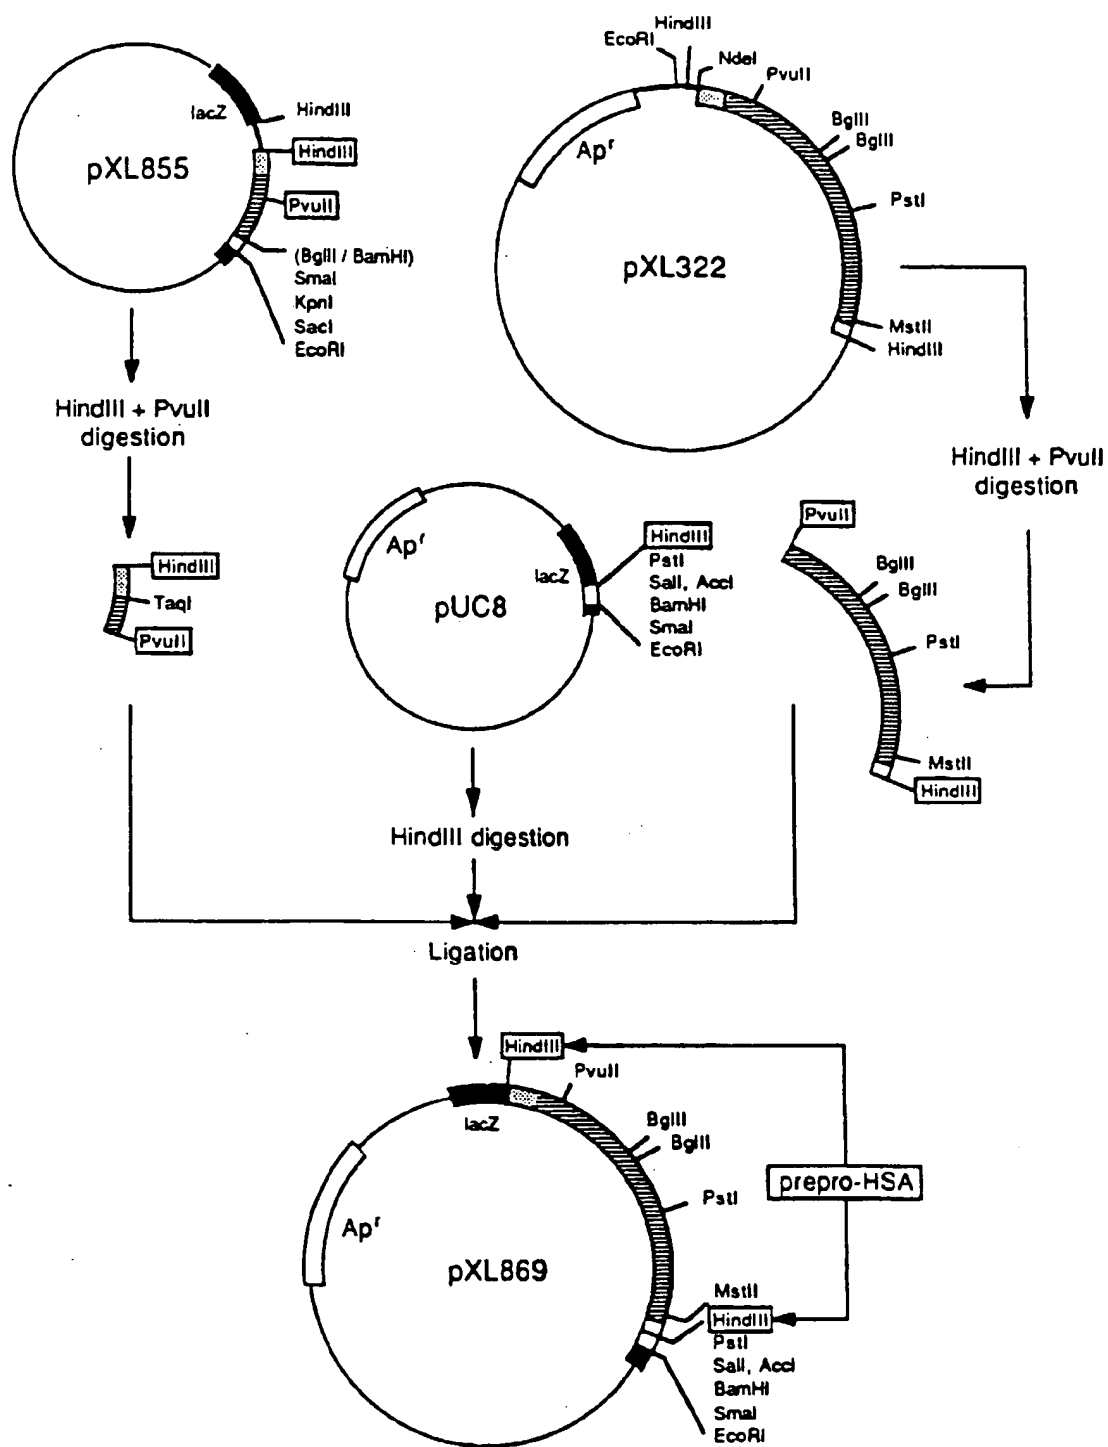 pXL855
lacZ
HindIII
HindIII
PvuII
(BglII / BamHI)
SmaI
KpnI
SacI
EcoRI
HindIII + PvuII
digestion
HindIII
TaqI
PvuII
pXL322
Apʳ
EcoRI
HindIII
NdeI
PvuII
BglII
BglII
PstI
MstII
HindIII
HindIII + PvuII
digestion
PvuII
BglII
BglII
PstI
MstII
HindIII
pUC8
Apʳ
lacZ
HindIII
PstI
SalI, AccI
BamHI
SmaI
EcoRI
HindIII digestion
Ligation
pXL869
Apʳ
lacZ
HindIII
PvuII
BglII
BglII
PstI
prepro-HSA
MstII
HindIII
PstI
SalI, AccI
BamHI
SmaI
EcoRI